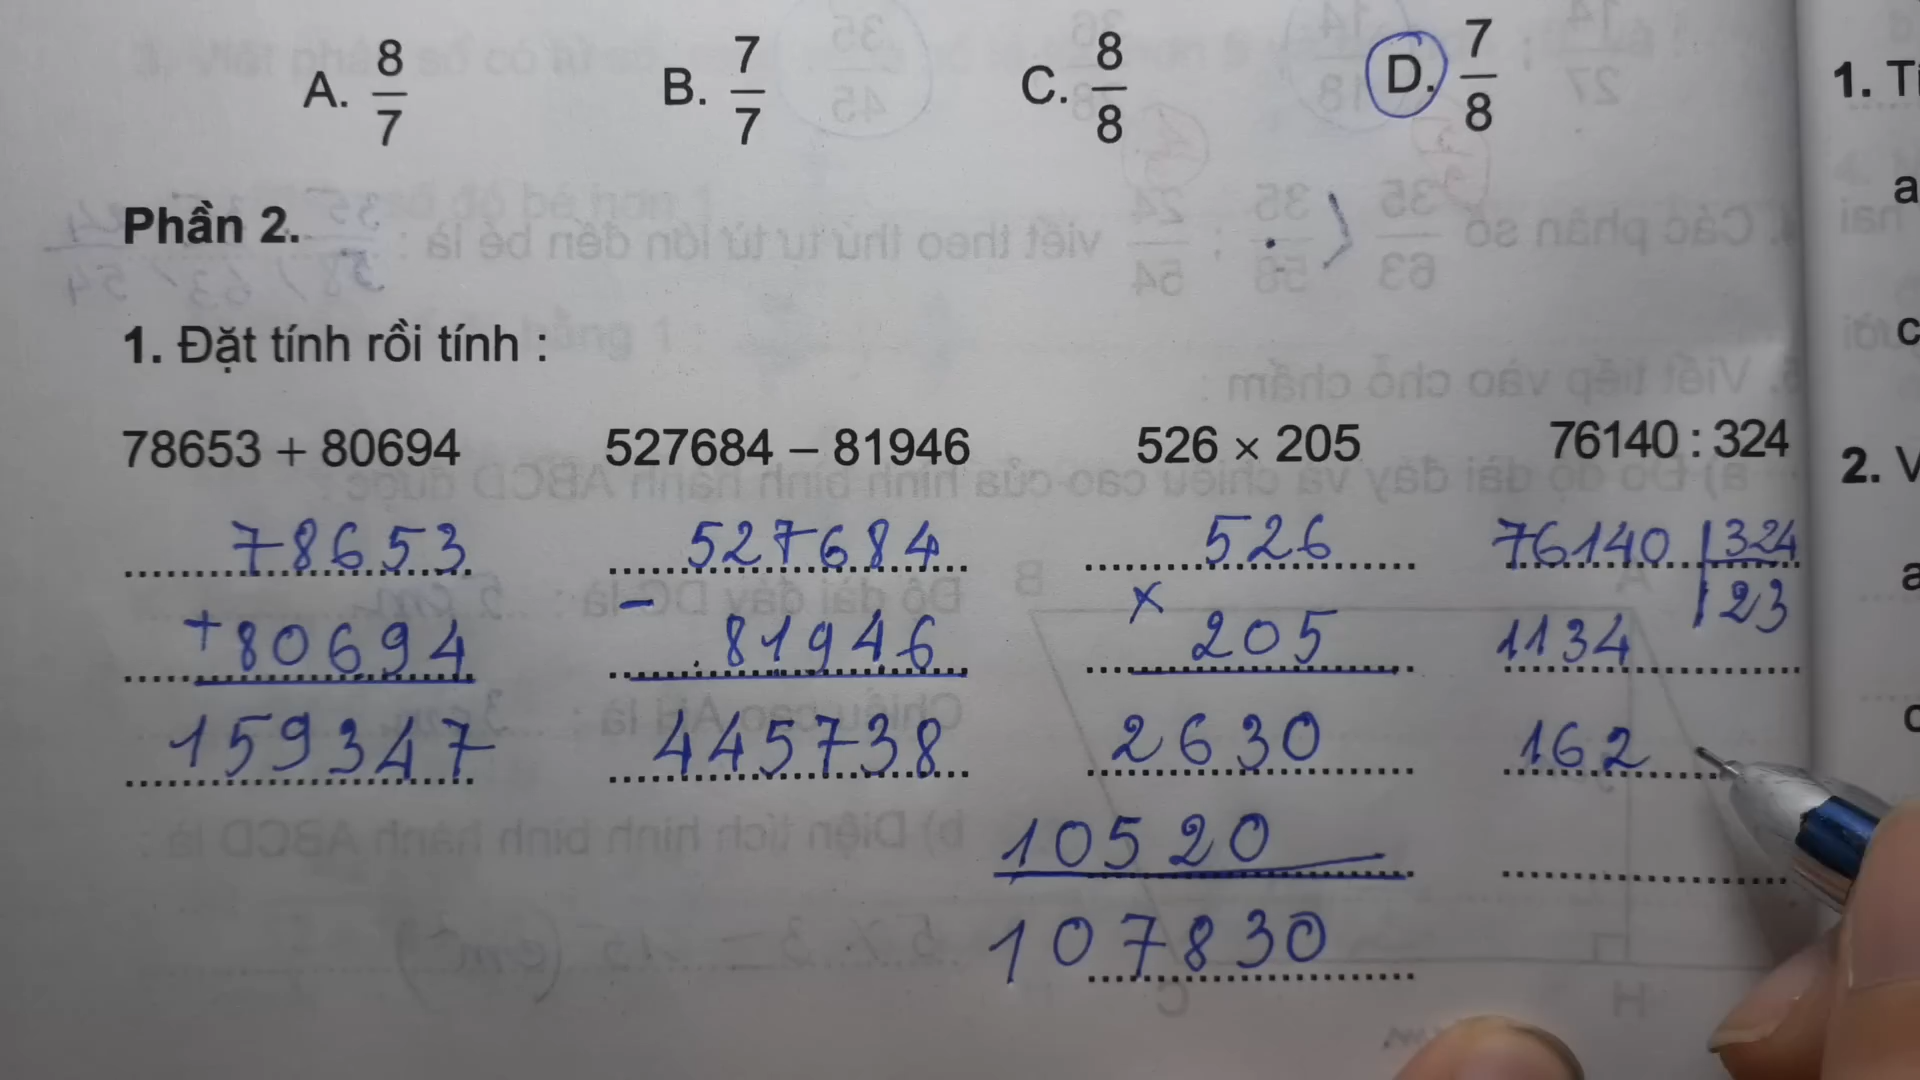 A. 8/7 B. 7/7 C. 8/8 D. 7/8
Phần 2.
1. Đặt tính rồi tính :
78653 + 80694 527684 – 81946 526 × 205 76140 : 324
78653 527684 526 76140 324
+ 80694 – 81946 × 205 1134 23
159347 445738 2630 162
10520
107830
1. T
a
c
2. V
a